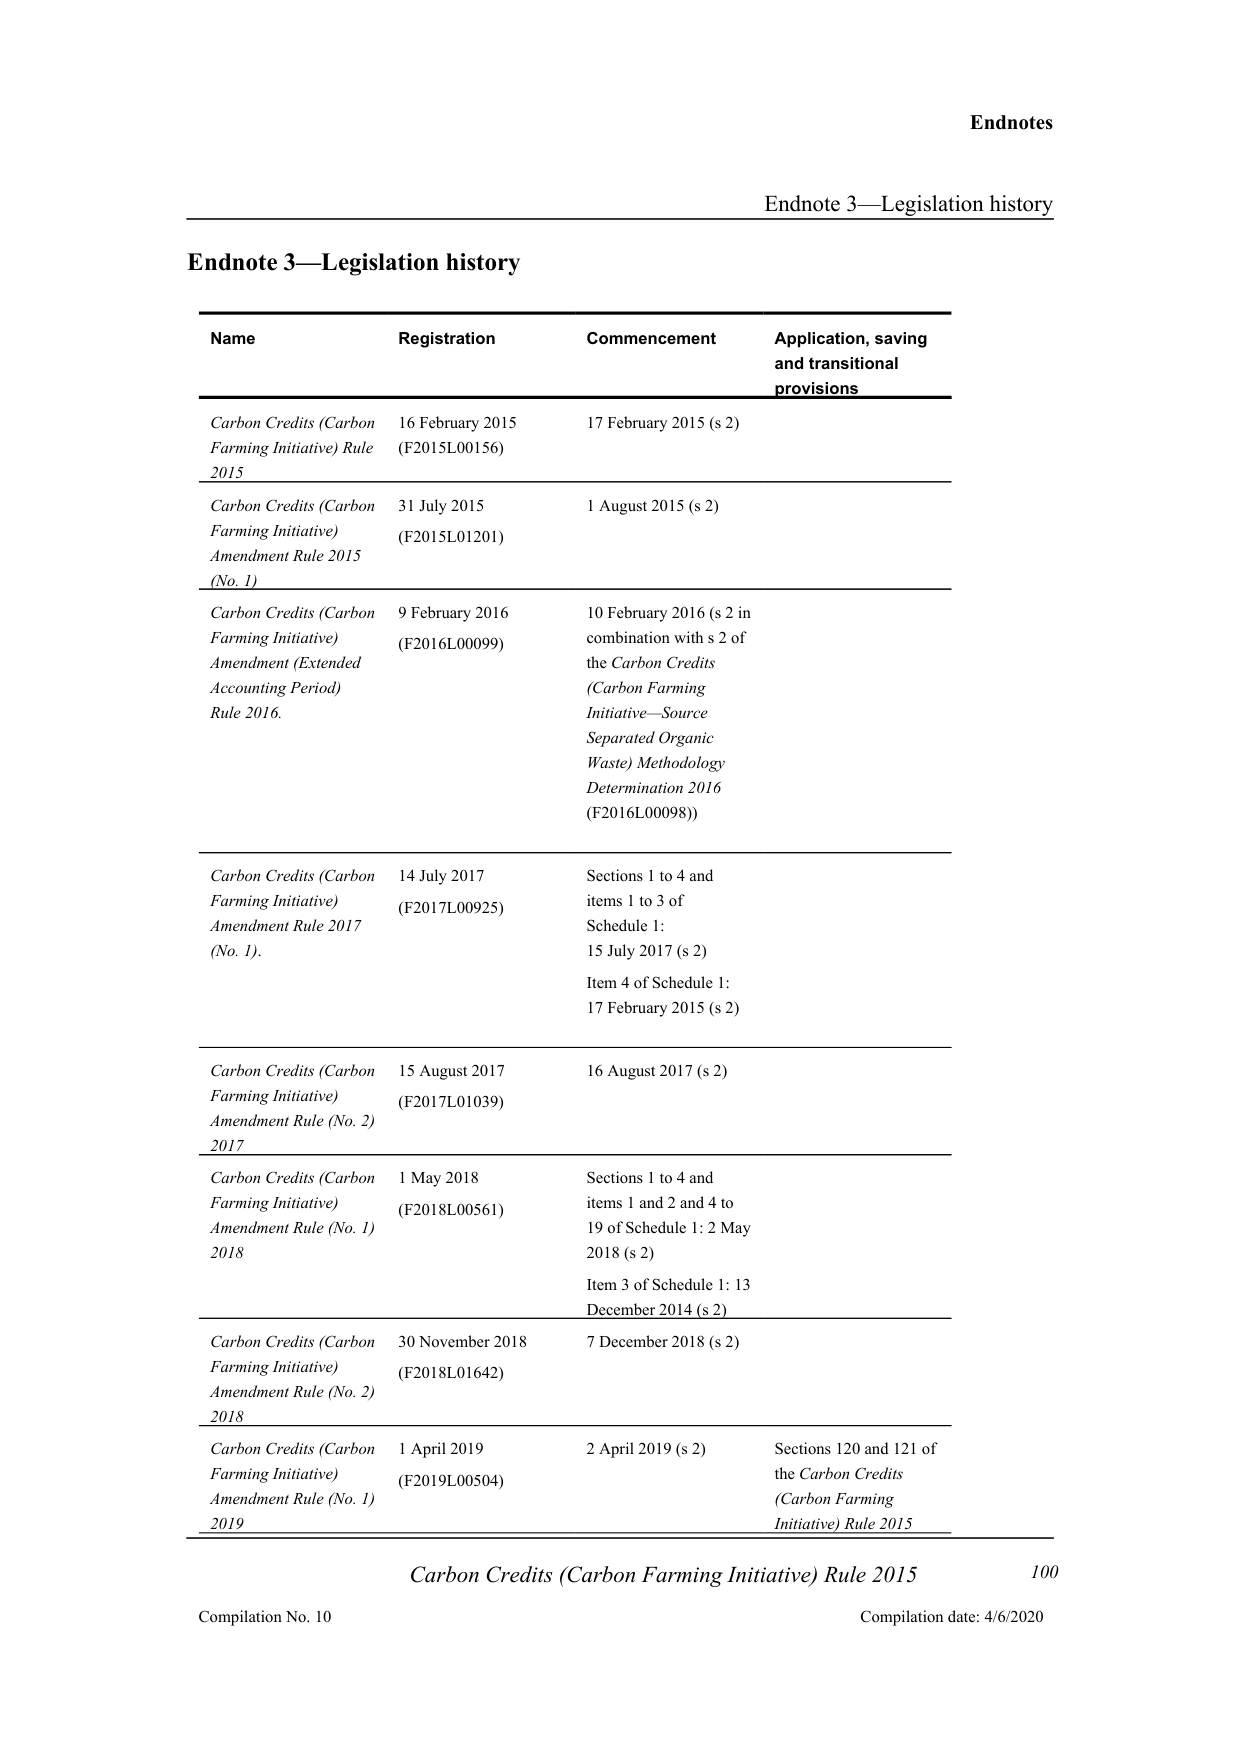 Endnotes
Endnote 3—Legislation history
Endnote 3—Legislation history
Name
Registration
Commencement
Application, saving
and transitional
provisions
Carbon Credits (Carbon
Farming Initiative) Rule
2015
16 February 2015
(F2015L00156)
17 February 2015 (s 2)
Carbon Credits (Carbon
Farming Initiative)
Amendment Rule 2015
(No. 1)
31 July 2015
(F2015L01201)
1 August 2015 (s 2)
Carbon Credits (Carbon
Farming Initiative)
Amendment (Extended
Accounting Period)
Rule 2016.
9 February 2016
(F2016L00099)
10 February 2016 (s 2 in
combination with s 2 of
the Carbon Credits
(Carbon Farming
Initiative—Source
Separated Organic
Waste) Methodology
Determination 2016
(F2016L00098))
Carbon Credits (Carbon
Farming Initiative)
Amendment Rule 2017
(No. 1).
14 July 2017
(F2017L00925)
Sections 1 to 4 and
items 1 to 3 of
Schedule 1:
15 July 2017 (s 2)
Item 4 of Schedule 1:
17 February 2015 (s 2)
Carbon Credits (Carbon
Farming Initiative)
Amendment Rule (No. 2)
2017
15 August 2017
(F2017L01039)
16 August 2017 (s 2)
Carbon Credits (Carbon
Farming Initiative)
Amendment Rule (No. 1)
2018
1 May 2018
(F2018L00561)
Sections 1 to 4 and
items 1 and 2 and 4 to
19 of Schedule 1: 2 May
2018 (s 2)
Item 3 of Schedule 1: 13
December 2014 (s 2)
Carbon Credits (Carbon
Farming Initiative)
Amendment Rule (No. 2)
2018
30 November 2018
(F2018L01642)
7 December 2018 (s 2)
Carbon Credits (Carbon
Farming Initiative)
Amendment Rule (No. 1)
2019
1 April 2019
(F2019L00504)
2 April 2019 (s 2)
Sections 120 and 121 of
the Carbon Credits
(Carbon Farming
Initiative) Rule 2015
Carbon Credits (Carbon Farming Initiative) Rule 2015
100
Compilation No. 10
Compilation date: 4/6/2020